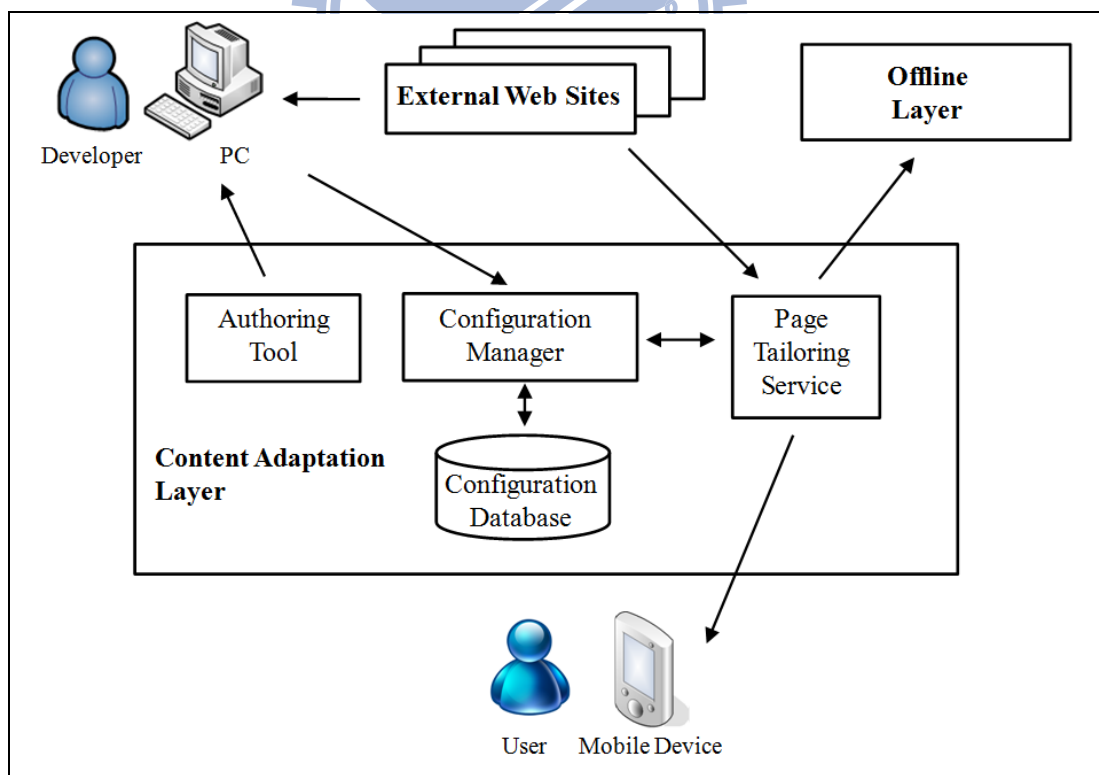 External Web Sites
Offline
Layer
Developer
PC
Authoring
Tool
Configuration
Manager
Page
Tailoring
Service
Content Adaptation
Layer
Configuration
Database
User
Mobile Device